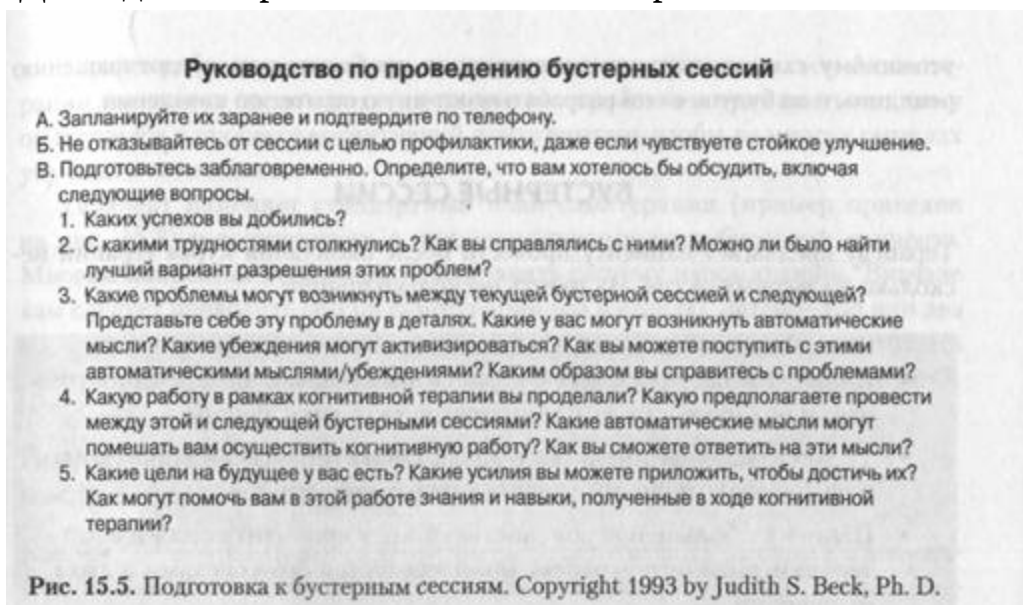 Руководство по проведению бустерных сессий
А. Запланируйте их заранее и подтвердите по телефону.
Б. Не отказывайтесь от сессии с целью профилактики, даже если чувствуете стойкое улучшение.
В. Подготовьтесь заблаговременно. Определите, что вам хотелось бы обсудить, включая
следующие вопросы.
1. Каких успехов вы добились?
2. С какими трудностями столкнулись? Как вы справлялись с ними? Можно ли было найти
лучший вариант разрешения этих проблем?
3. Какие проблемы могут возникнуть между текущей бустерной сессией и следующей?
Представьте себе эту проблему в деталях. Какие у вас могут возникнуть автоматические
мысли? Какие убеждения могут активизироваться? Как вы можете поступить с этими
автоматическими мыслями/убеждениями? Каким образом вы справитесь с проблемами?
4. Какую работу в рамках когнитивной терапии вы проделали? Какую предполагаете провести
между этой и следующей бустерными сессиями? Какие автоматические мысли могут
помешать вам осуществить когнитивную работу? Как вы сможете ответить на эти мысли?
5. Какие цели на будущее у вас есть? Какие усилия вы можете приложить, чтобы достичь их?
Как могут помочь вам в этой работе знания и навыки, полученные в ходе когнитивной
терапии?
Рис. 15.5. Подготовка к бустерным сессиям. Copyright 1993 by Judith S. Beck, Ph. D.